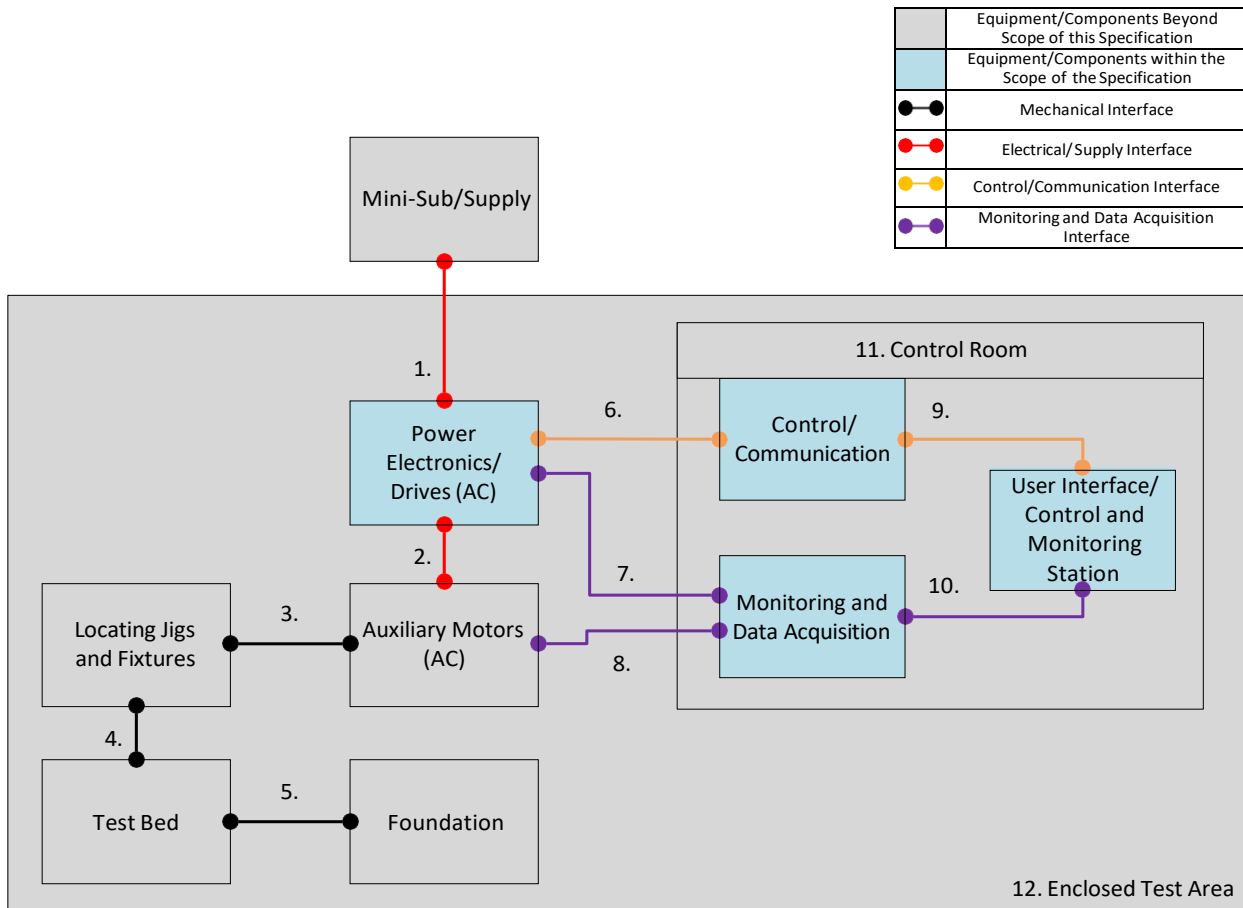 Equipment/Components Beyond
Scope of this Specification
Equipment/Components within the
Scope of the Specification
Mechanical Interface
Electrical/Supply Interface
Control/Communication Interface
Monitoring and Data Acquisition
Interface
Mini-Sub/Supply
1.
11. Control Room
Power
Electronics/
Drives (AC)
6.
Control/
Communication
9.
User Interface/
Control and
Monitoring
Station
2.
7.
Monitoring and
Data Acquisition
10.
Locating Jigs
and Fixtures
3.
Auxiliary Motors
(AC)
8.
4.
Test Bed
5.
Foundation
12. Enclosed Test Area